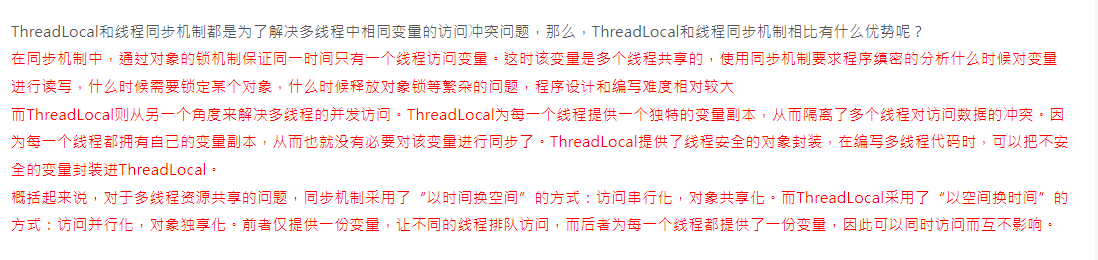 ThreadLocal和线程同步机制都是为了解决多线程中相同变量的访问冲突问题，那么，ThreadLocal和线程同步机制相比有什么优势呢？
在同步机制中，通过对象的锁机制保证同一时间只有一个线程访问变量。这时该变量是多个线程共享的，使用同步机制要求程序缜密的分析什么时候对变量
进行读写，什么时候需要锁定某个对象，什么时候释放对象锁等繁杂的问题，程序设计和编写难度相对较大
而ThreadLocal则从另一个角度来解决多线程的并发访问。ThreadLocal为每一个线程提供一个独特的变量副本，从而隔离了多个线程对访问数据的冲突。因
为每一个线程都拥有自己的变量副本，从而也就没有必要对该变量进行同步了。ThreadLocal提供了线程安全的对象封装，在编写多线程代码时，可以把不安
全的变量封装进ThreadLocal。
概括起来说，对于多线程资源共享的问题，同步机制采用了“以时间换空间”的方式：访问串行化，对象共享化。而ThreadLocal采用了“以空间换时间”的
方式：访问并行化，对象独享化。前者仅提供一份变量，让不同的线程排队访问，而后者为每一个线程都提供了一份变量，因此可以同时访问而互不影响。